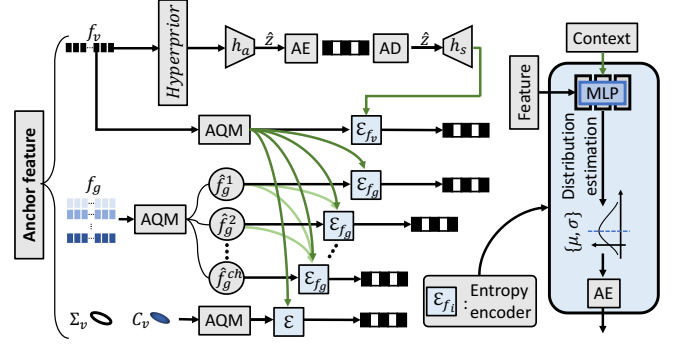 Anchor feature
f_v
Hyperprior
h_a
ẑ
AE
AD
ẑ
h_s
AQM
ℰ_{f_v}
f_g
AQM
f̂_g^1
ℰ_{f_g}
f̂_g^2
ℰ_{f_g}
f̂_g^{ch}
ℰ_{f_g}
Σ_v
C_v
AQM
ℰ
Context
Feature
MLP
Distribution
estimation
{μ, σ}
AE
ℰ_{f_i} : Entropy
encoder